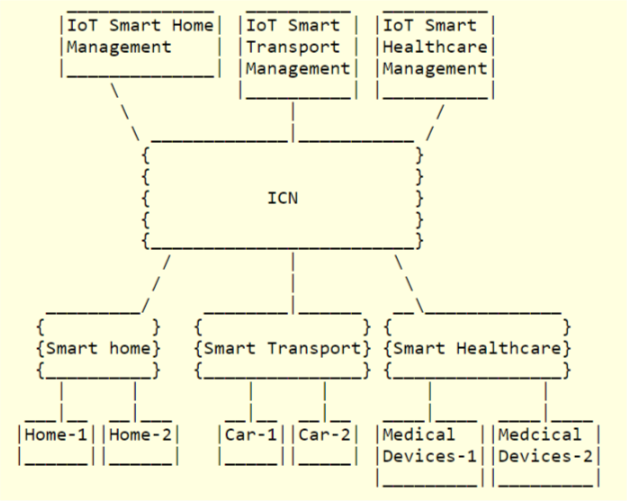 IoT Smart Home IoT Smart IoT Smart
Management Transport Healthcare
Management Management
ICN
Smart home Smart Transport Smart Healthcare
Home-1 Home-2 Car-1 Car-2 Medical Medcical
Devices-1 Devices-2